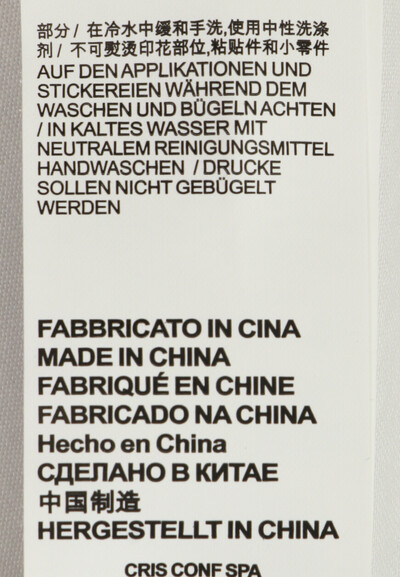 部分 / 在冷水中缓和手洗,使用中性洗涤
剂 / 不可熨烫印花部位,粘贴件和小零件
AUF DEN APPLIKATIONEN UND
STICKEREIEN WÄHREND DEM
WASCHEN UND BÜGELN ACHTEN
/ IN KALTES WASSER MIT
NEUTRALEM REINIGUNGSMITTEL
HANDWASCHEN / DRUCKE
SOLLEN NICHT GEBÜGELT
WERDEN
FABBRICATO IN CINA
MADE IN CHINA
FABRIQUÉ EN CHINE
FABRICADO NA CHINA
Hecho en China
СДЕЛАНО В КИТАЕ
中国制造
HERGESTELLT IN CHINA
CRIS CONF SPA